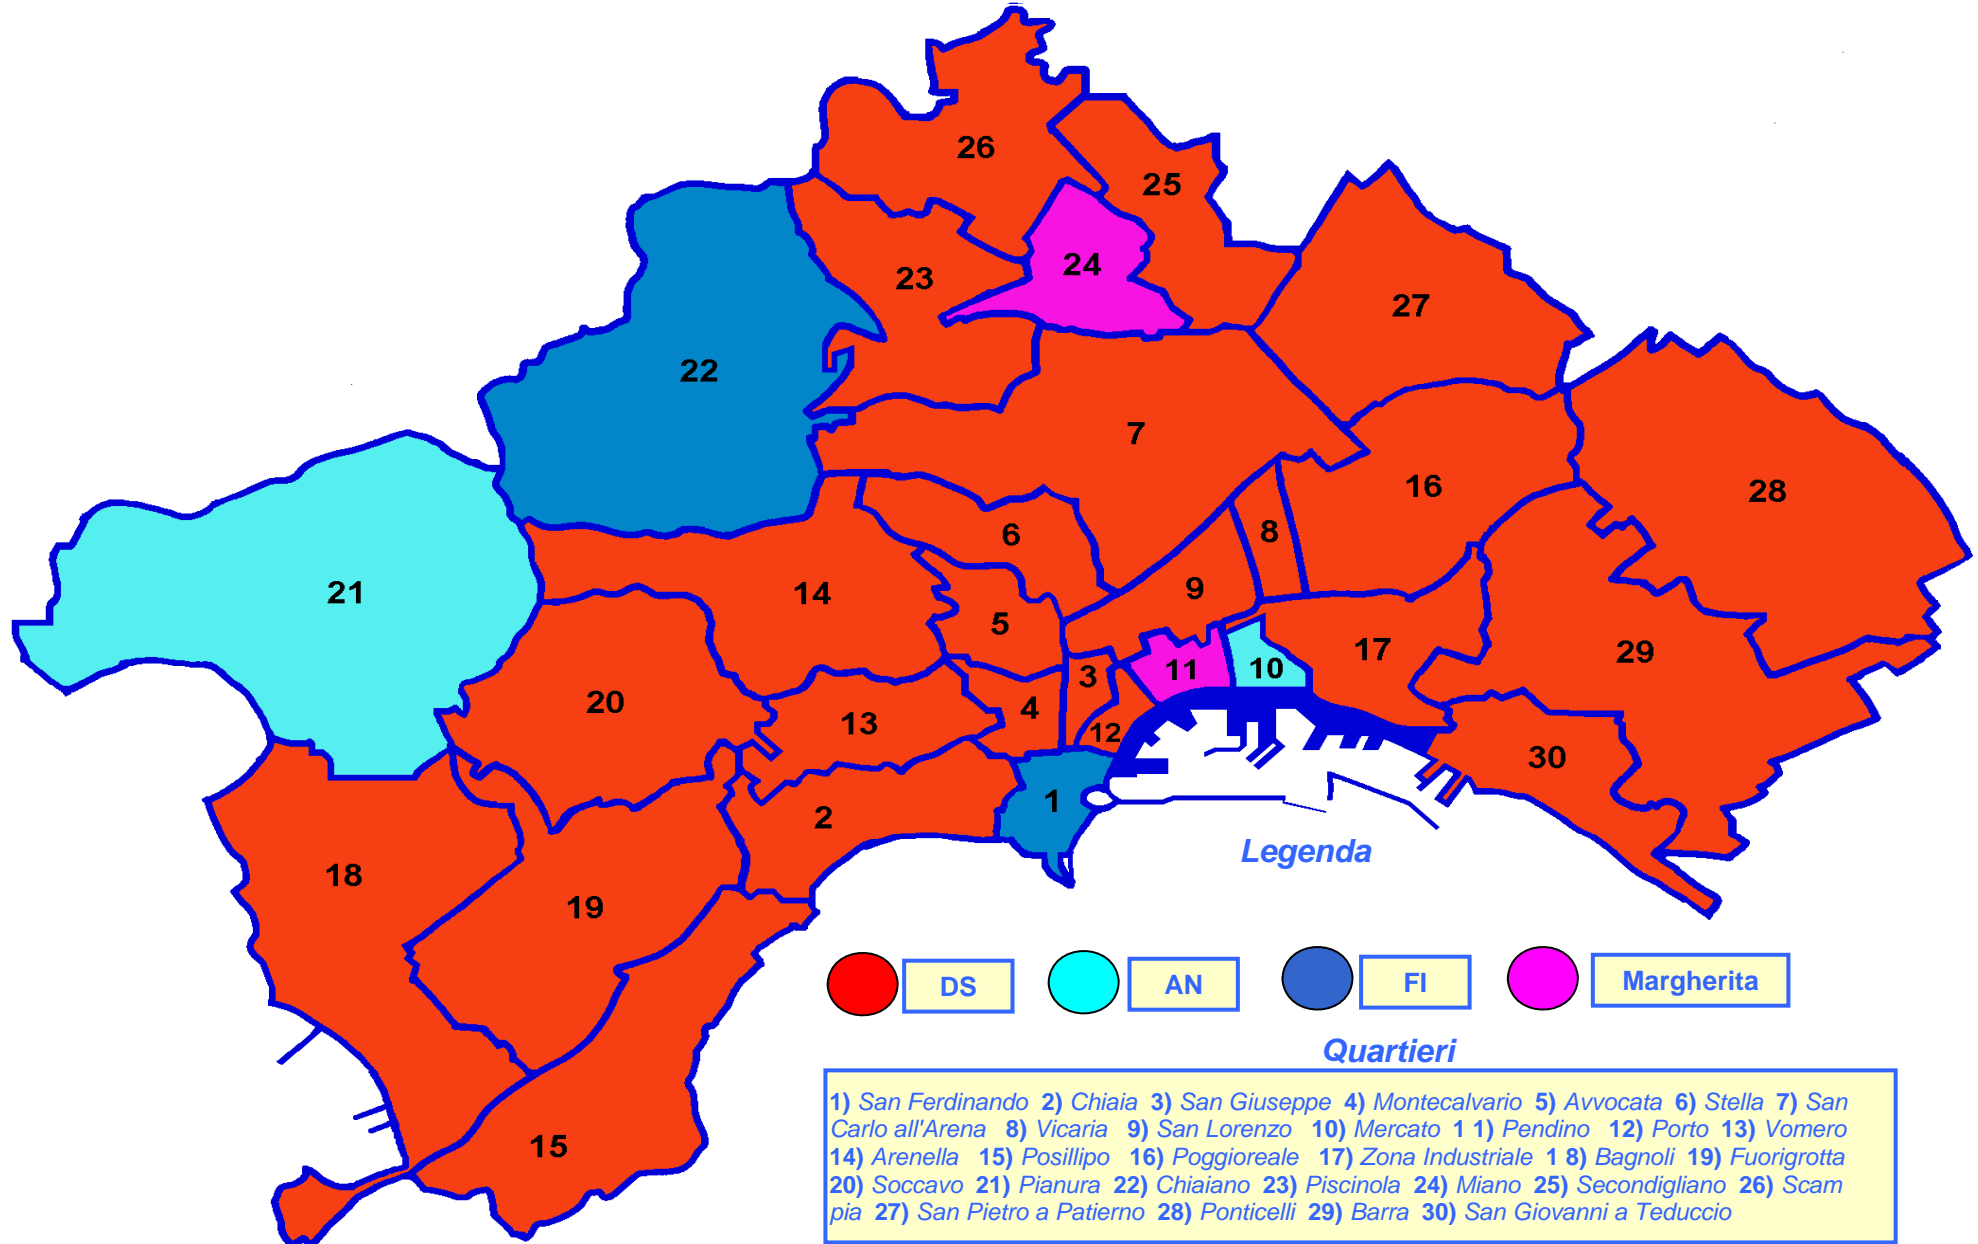 26
25
24
23
27
22
7
16
28
6
8
21
14
9
5
17
29
3
11
10
20
4
13
12
30
1
2
Legenda
18
19
DS
AN
FI
Margherita
Quartieri
1) San Ferdinando 2) Chiaia 3) San Giuseppe 4) Montecalvario 5) Avvocata 6) Stella 7) San
Carlo all'Arena 8) Vicaria 9) San Lorenzo 10) Mercato 1 1) Pendino 12) Porto 13) Vomero
14) Arenella 15) Posillipo 16) Poggioreale 17) Zona Industriale 1 8) Bagnoli 19) Fuorigrotta
20) Soccavo 21) Pianura 22) Chiaiano 23) Piscinola 24) Miano 25) Secondigliano 26) Scam
pia 27) San Pietro a Patierno 28) Ponticelli 29) Barra 30) San Giovanni a Teduccio
15